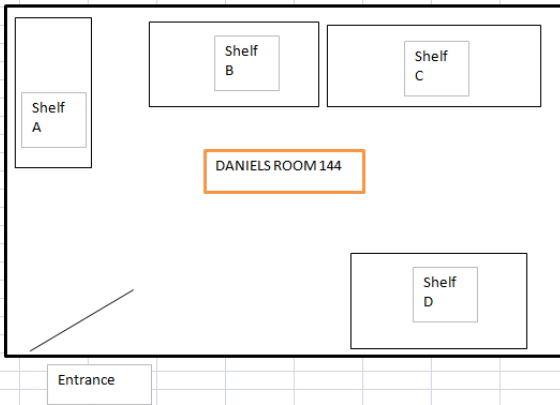 Shelf
A
Shelf
B
Shelf
C
DANIELS ROOM 144
Shelf
D
Entrance